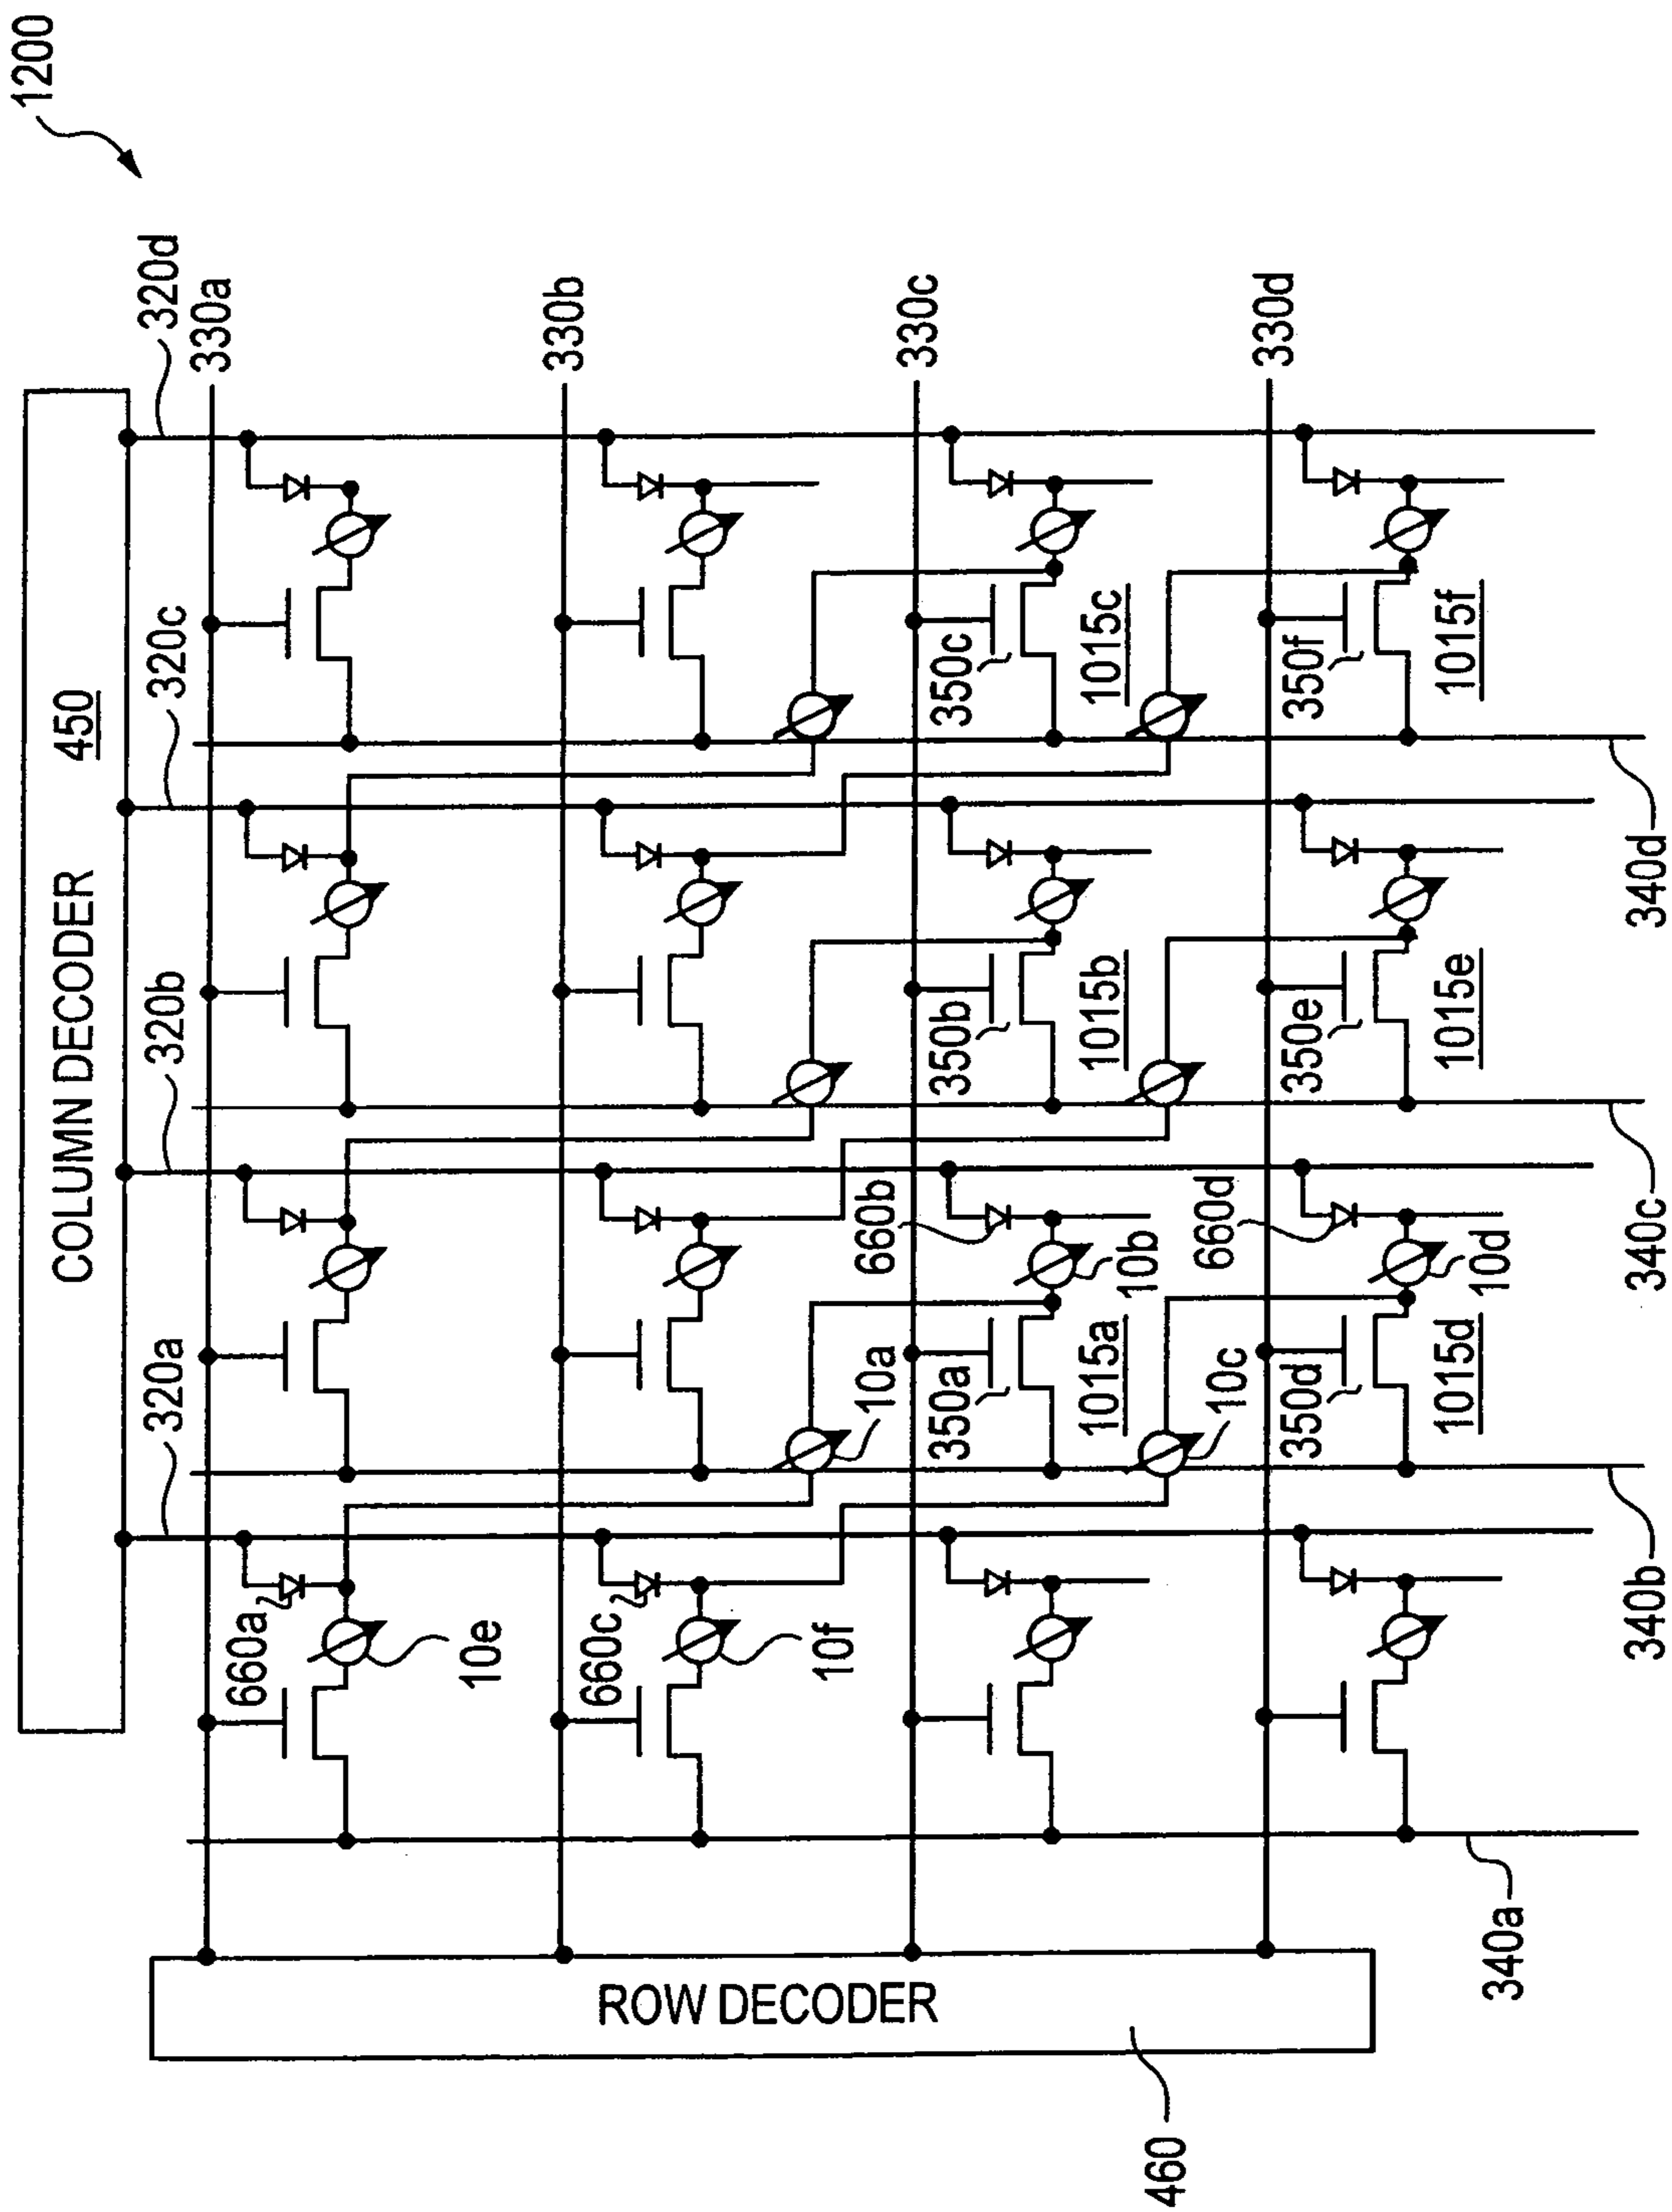 1200
COLUMN DECODER 450
320a
320b
320c
320d
330a
330b
330c
330d
660a
10e
660c
10f
10a
660b
10b
350a
1015a
350b
1015b
350c
1015c
10c
660d
10d
350d
1015d
350e
1015e
350f
1015f
ROW DECODER
460
340a
340b
340c
340d